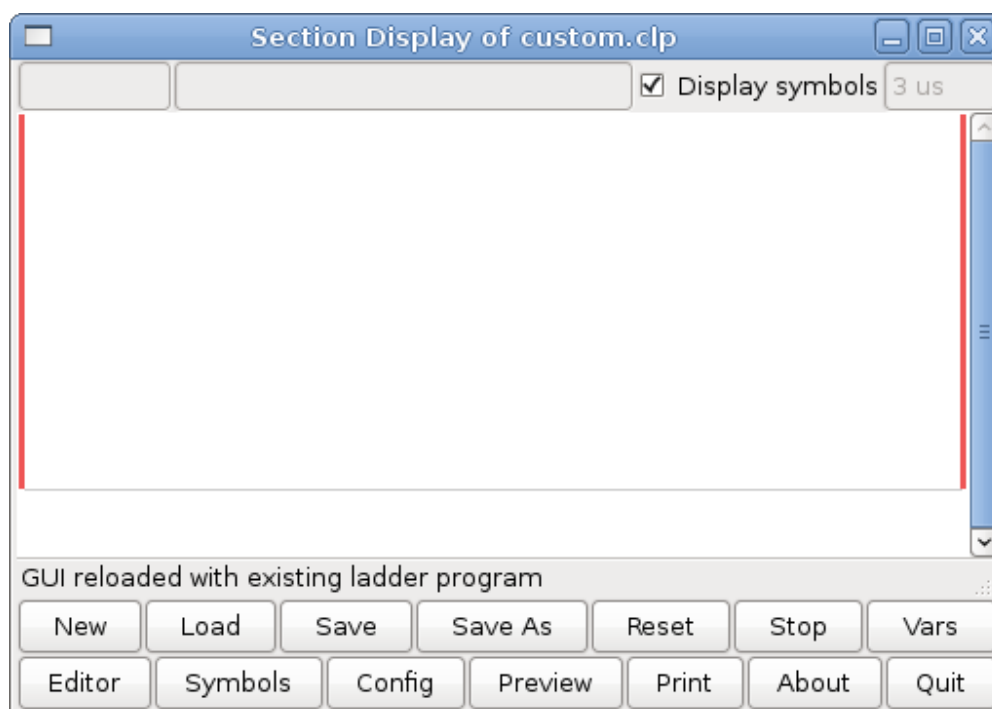 Section Display of custom.clp
Display symbols 3 us
GUI reloaded with existing ladder program
New Load Save Save As Reset Stop Vars
Editor Symbols Config Preview Print About Quit